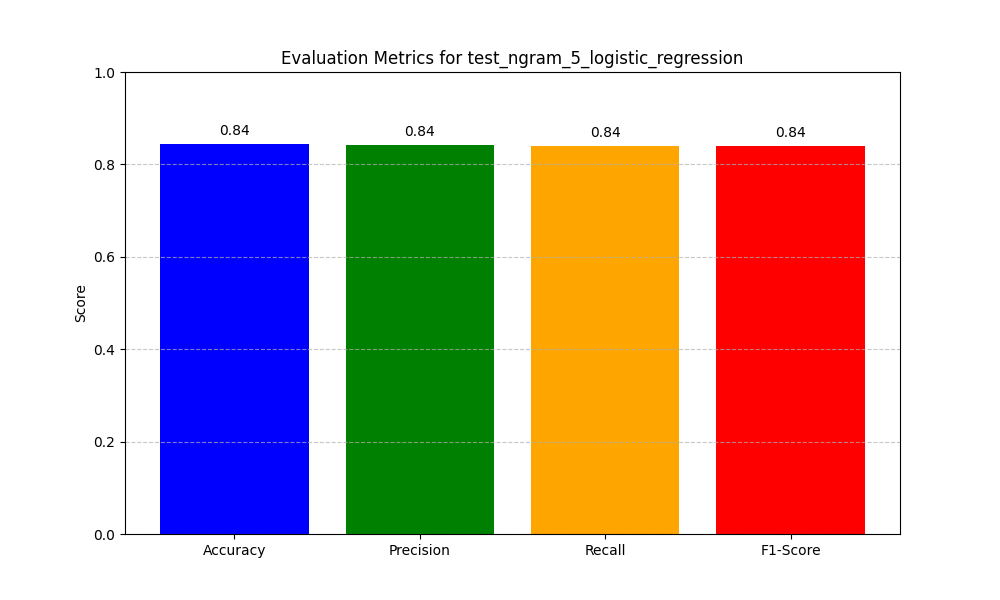 Evaluation Metrics for test_ngram_5_logistic_regression
1.0
0.8
0.6
0.4
0.2
0.0
Score
0.84 0.84 0.84 0.84
Accuracy Precision Recall F1-Score